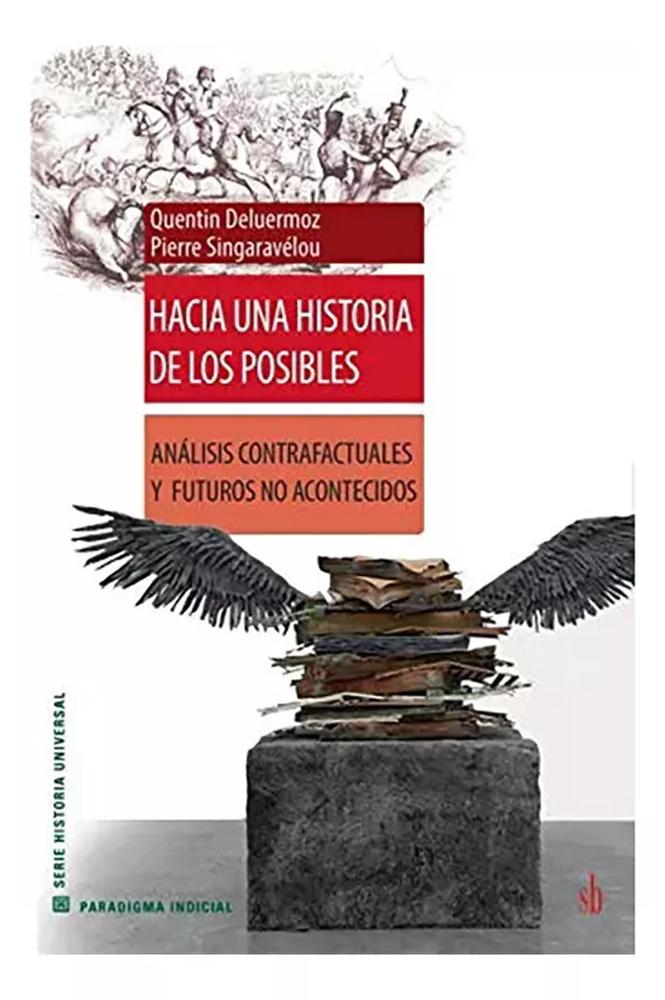 Quentin Deluermoz
Pierre Singaravélou
HACIA UNA HISTORIA
DE LOS POSIBLES
ANÁLISIS CONTRAFACTUALES
Y FUTUROS NO ACONTECIDOS
SERIE HISTORIA UNIVERSAL
PARADIGMA INDICIAL
sb